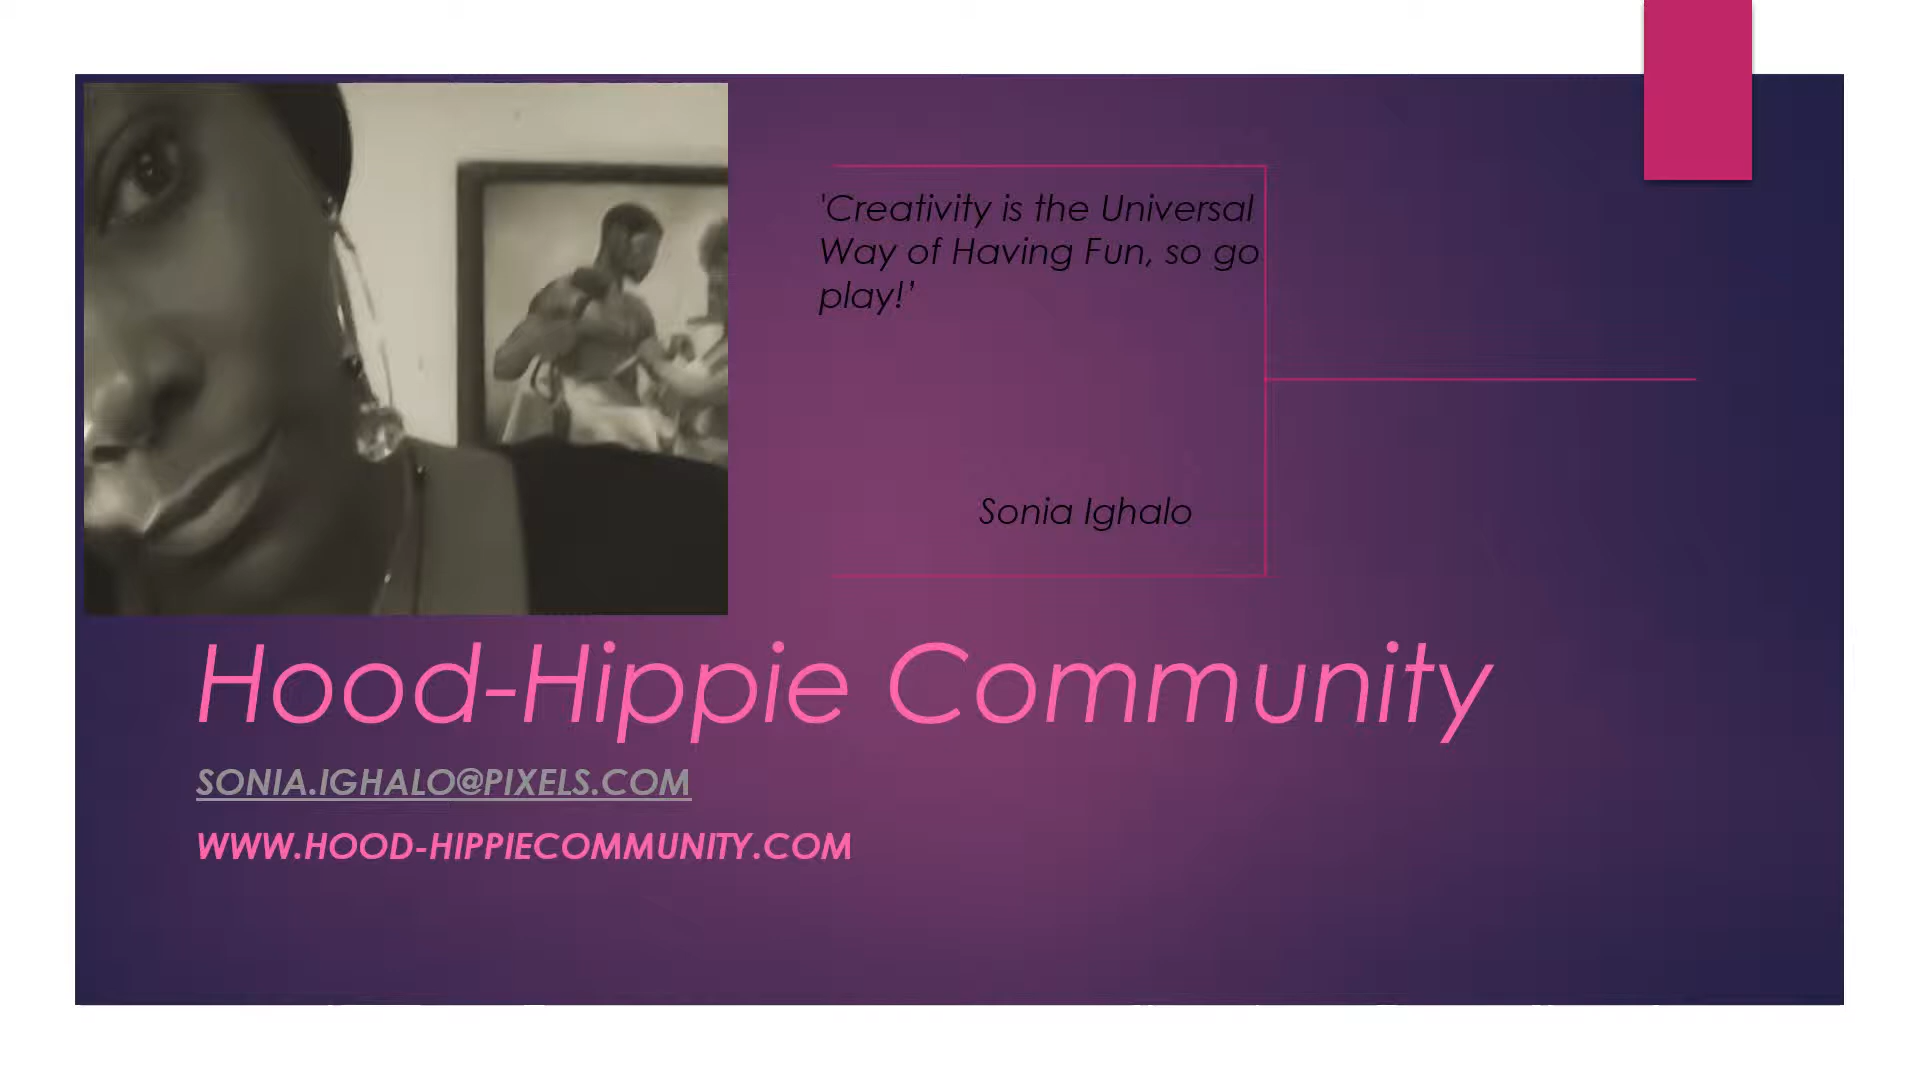 'Creativity is the Universal
Way of Having Fun, so go
play!’
Sonia Ighalo
Hood-Hippie Community
SONIA.IGHALO@PIXELS.COM
WWW.HOOD-HIPPIECOMMUNITY.COM